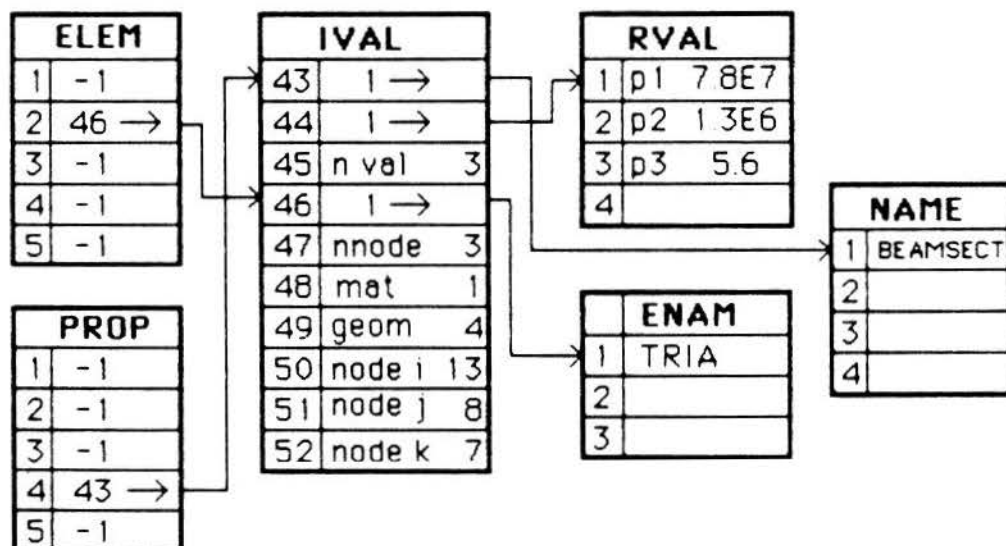 ELEM
1 -1
2 46 →
3 -1
4 -1
5 -1
PROP
1 -1
2 -1
3 -1
4 43 →
5 -1
IVAL
43 1 →
44 1 →
45 n val 3
46 1 →
47 nnode 3
48 mat 1
49 geom 4
50 node i 13
51 node j 8
52 node k 7
RVAL
1 p1 7.8E7
2 p2 1.3E6
3 p3 5.6
4
ENAM
1 TRIA
2
3
NAME
1 BEAMSECT
2
3
4